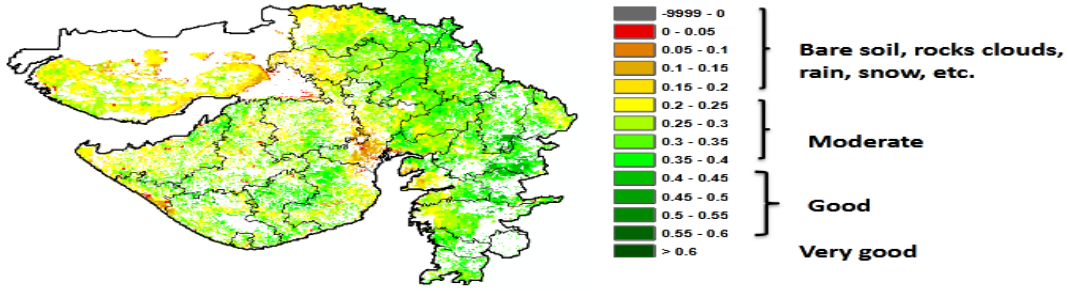 -9999 - 0
0 - 0.05
0.05 - 0.1
0.1 - 0.15
0.15 - 0.2
0.2 - 0.25
0.25 - 0.3
0.3 - 0.35
0.35 - 0.4
0.4 - 0.45
0.45 - 0.5
0.5 - 0.55
0.55 - 0.6
> 0.6
Bare soil, rocks clouds,
rain, snow, etc.
Moderate
Good
Very good